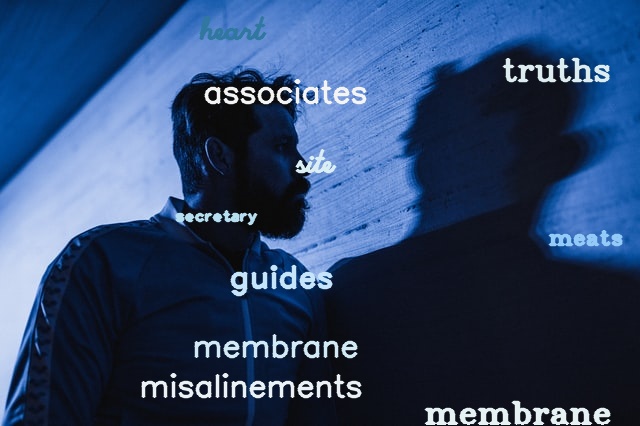 heart
truths
associates
site
secretary
meats
guides
membrane
misalinements
membrane